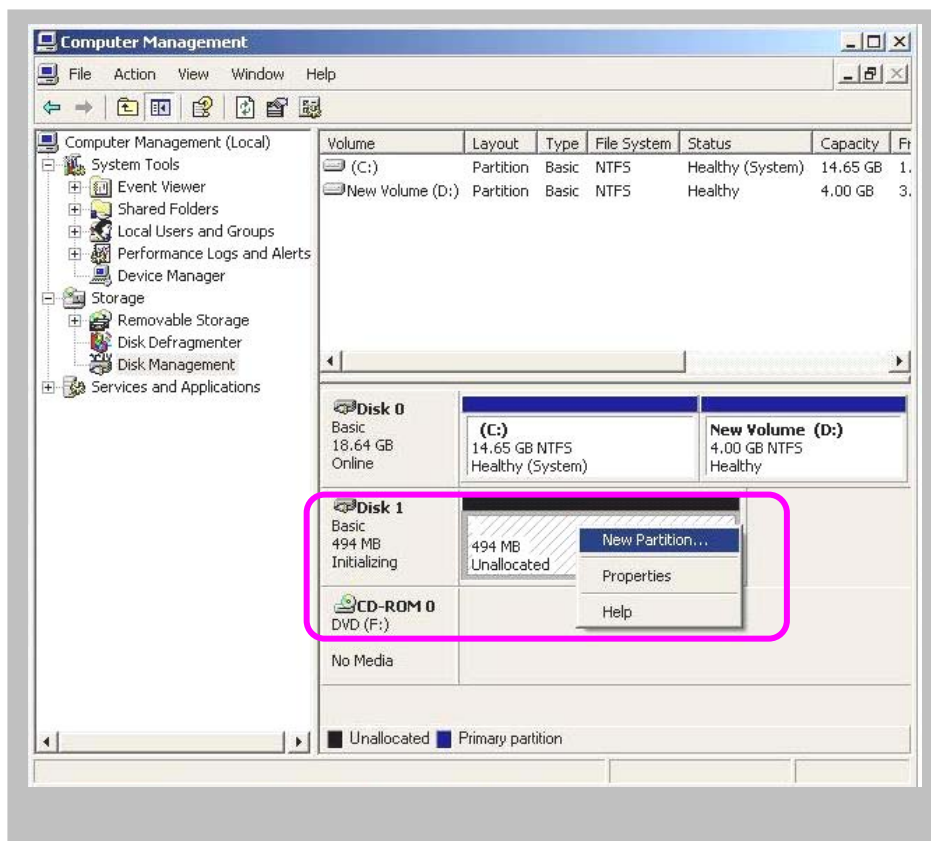 Computer Management
File Action View Window Help
Computer Management (Local)
System Tools
Event Viewer
Shared Folders
Local Users and Groups
Performance Logs and Alerts
Device Manager
Storage
Removable Storage
Disk Defragmenter
Disk Management
Services and Applications
Volume Layout Type File System Status Capacity
(C:) Partition Basic NTFS Healthy (System) 14.65 GB 1.
New Volume (D:) Partition Basic NTFS Healthy 4.00 GB 3.
Disk 0
Basic
18.64 GB
Online
(C:)
14.65 GB NTFS
Healthy (System)
New Volume (D:)
4.00 GB NTFS
Healthy
Disk 1
Basic
494 MB
Initializing
494 MB
Unallocated
New Partition...
Properties
Help
CD-ROM 0
DVD (F:)
No Media
Unallocated Primary partition